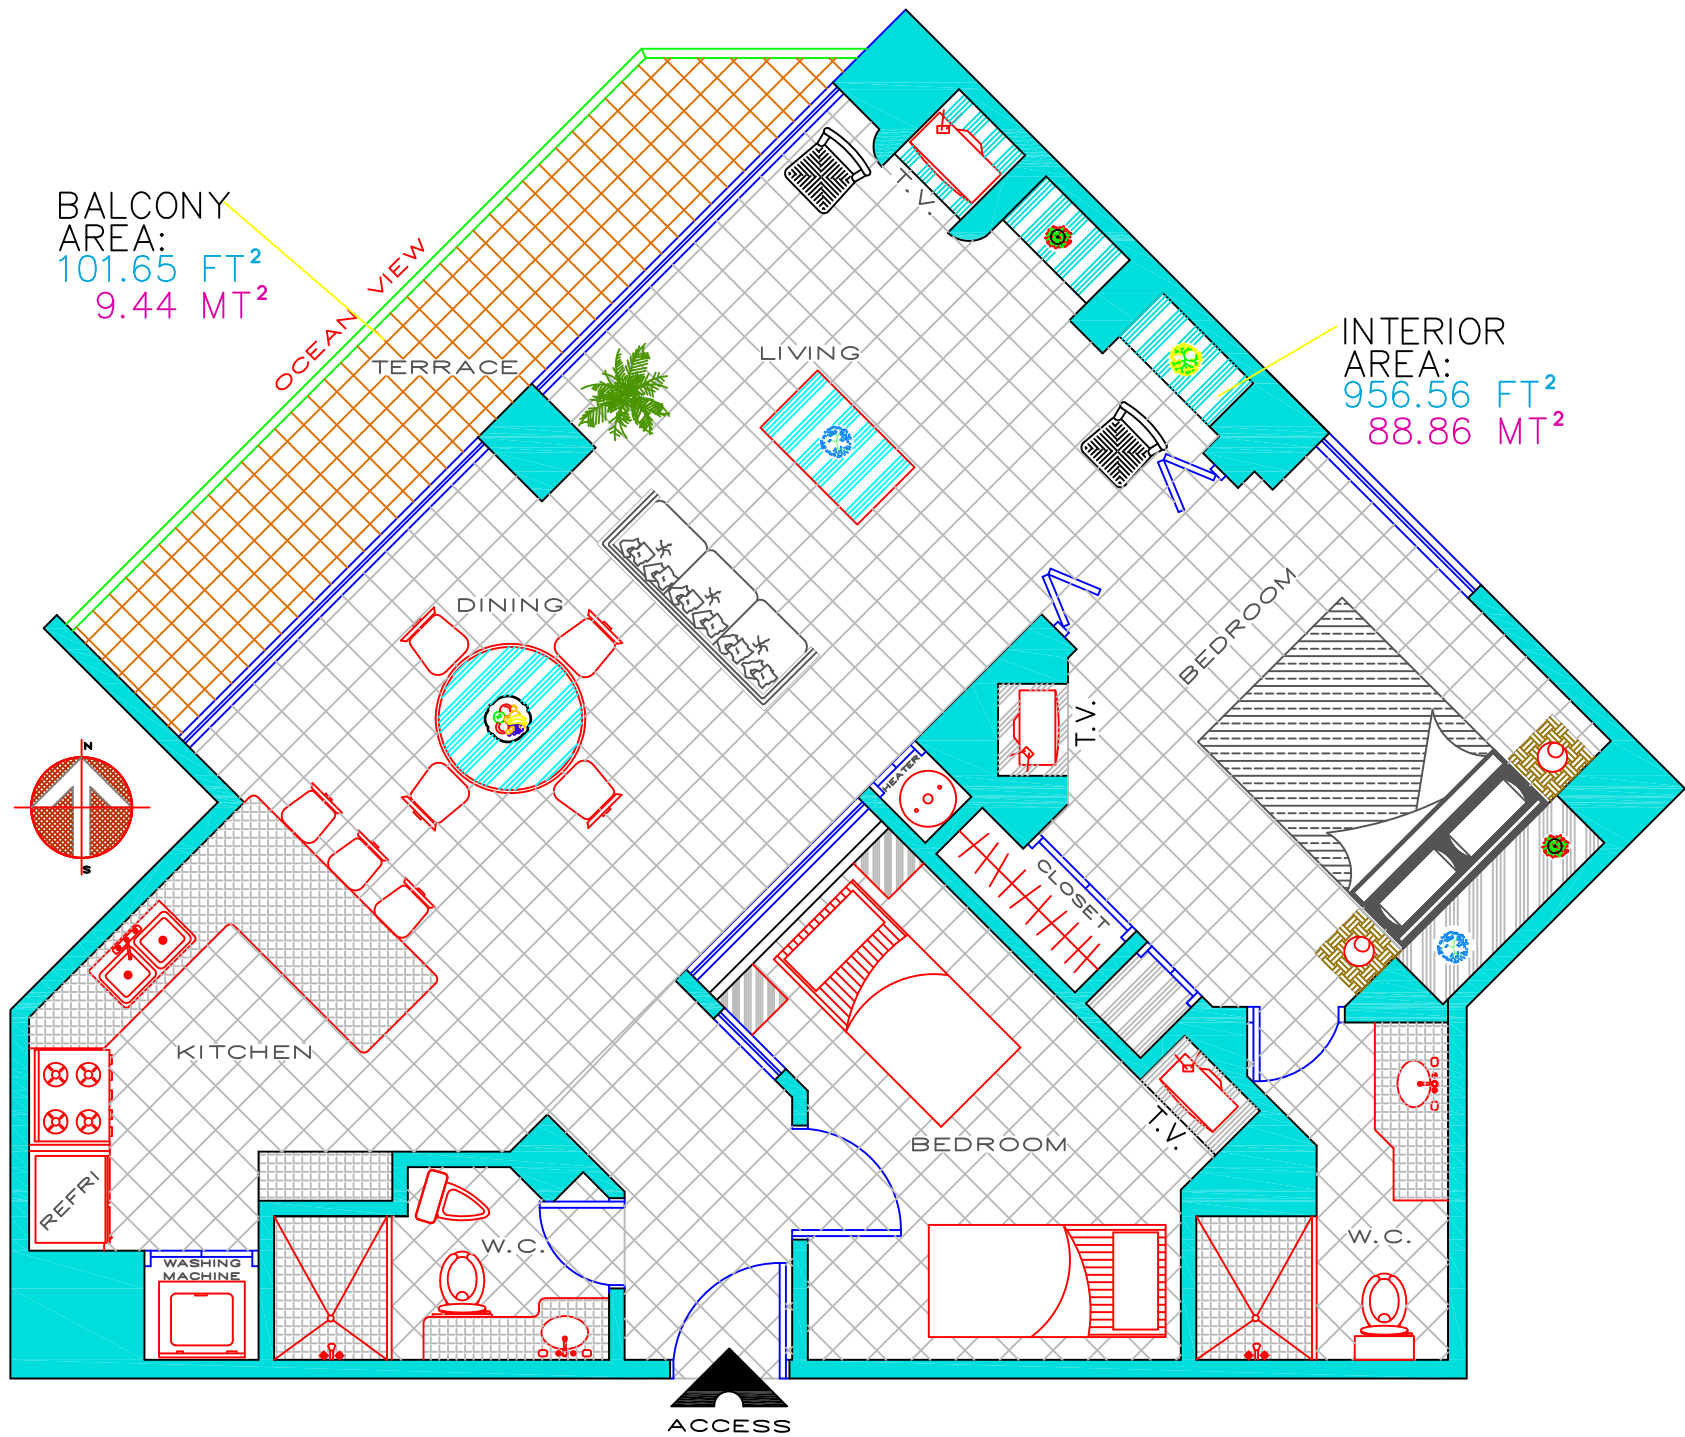 BALCONY
AREA:
101.65 FT²
9.44 MT²
OCEAN VIEW
TERRACE
T.V.
LIVING
INTERIOR
AREA:
956.56 FT²
88.86 MT²
DINING
BEDROOM
T.V.
HEATER
N
S
CLOSET
KITCHEN
BEDROOM
T.V.
REFRI
W.C.
W.C.
WASHING
MACHINE
ACCESS